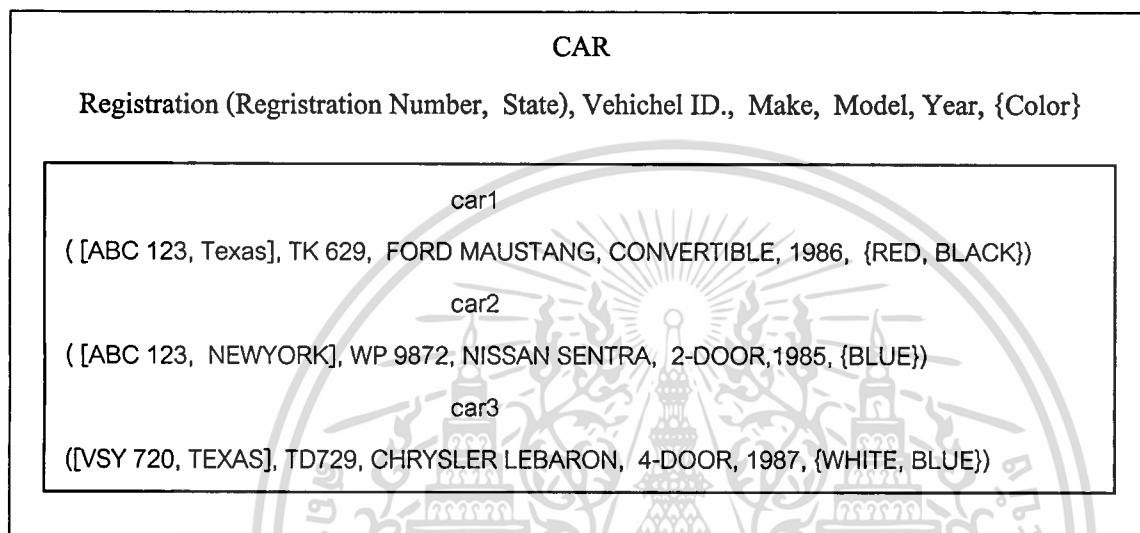 CAR
Registration (Regristration Number, State), Vehichel ID., Make, Model, Year, {Color}
car1
( [ABC 123, Texas], TK 629, FORD MAUSTANG, CONVERTIBLE, 1986, {RED, BLACK})
car2
( [ABC 123, NEWYORK], WP 9872, NISSAN SENTRA, 2-DOOR,1985, {BLUE})
car3
([VSY 720, TEXAS], TD729, CHRYSLER LEBARON, 4-DOOR, 1987, {WHITE, BLUE})